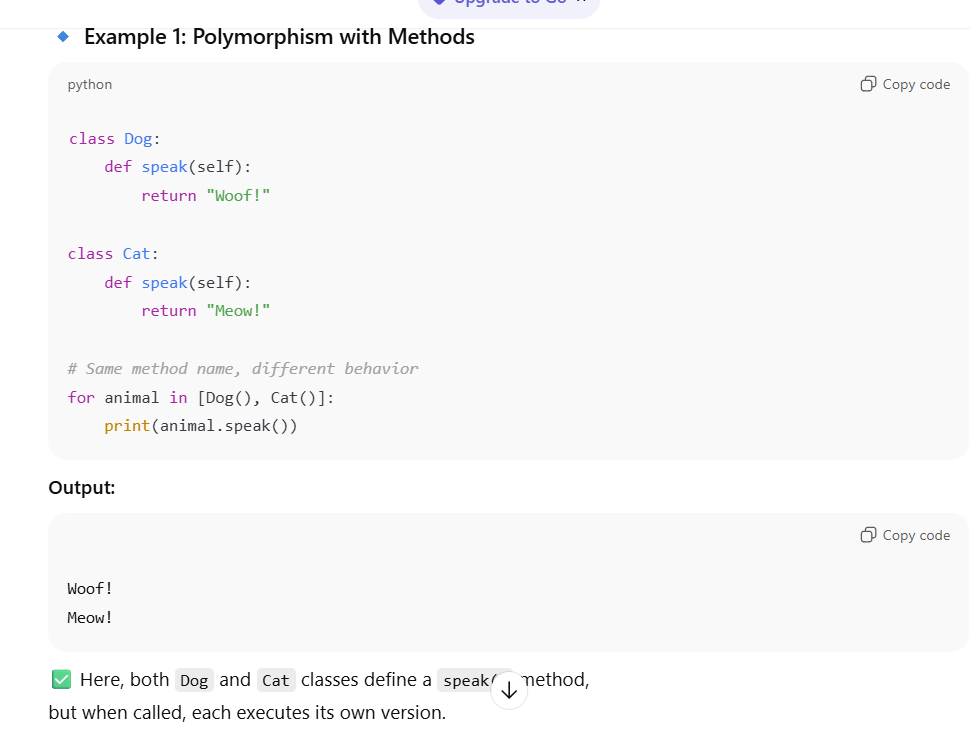 Upgrade to Go
Example 1: Polymorphism with Methods
python
Copy code
class Dog:
    def speak(self):
        return "Woof!"
class Cat:
    def speak(self):
        return "Meow!"
# Same method name, different behavior
for animal in [Dog(), Cat()]:
    print(animal.speak())
Output:
Copy code
Woof!
Meow!
Here, both Dog and Cat classes define a speak( method,
but when called, each executes its own version.